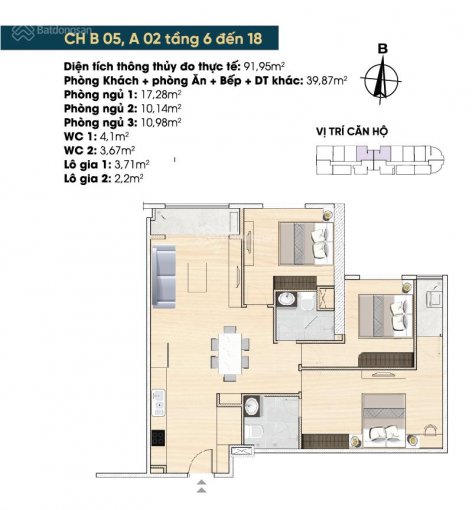 Batdongsan
CH B 05, A 02 tầng 6 đến 18
Diện tích thông thủy đo thực tế: 91,95m²
Phòng Khách + phòng Ăn + Bếp + DT khác: 39,87m²
Phòng ngủ 1: 17,28m²
Phòng ngủ 2: 10,14m²
Phòng ngủ 3: 10,98m²
WC 1: 4,1m²
WC 2: 3,67m²
Lô gia 1: 3,71m²
Lô gia 2: 2,2m²
B
VỊ TRÍ CĂN HỘ